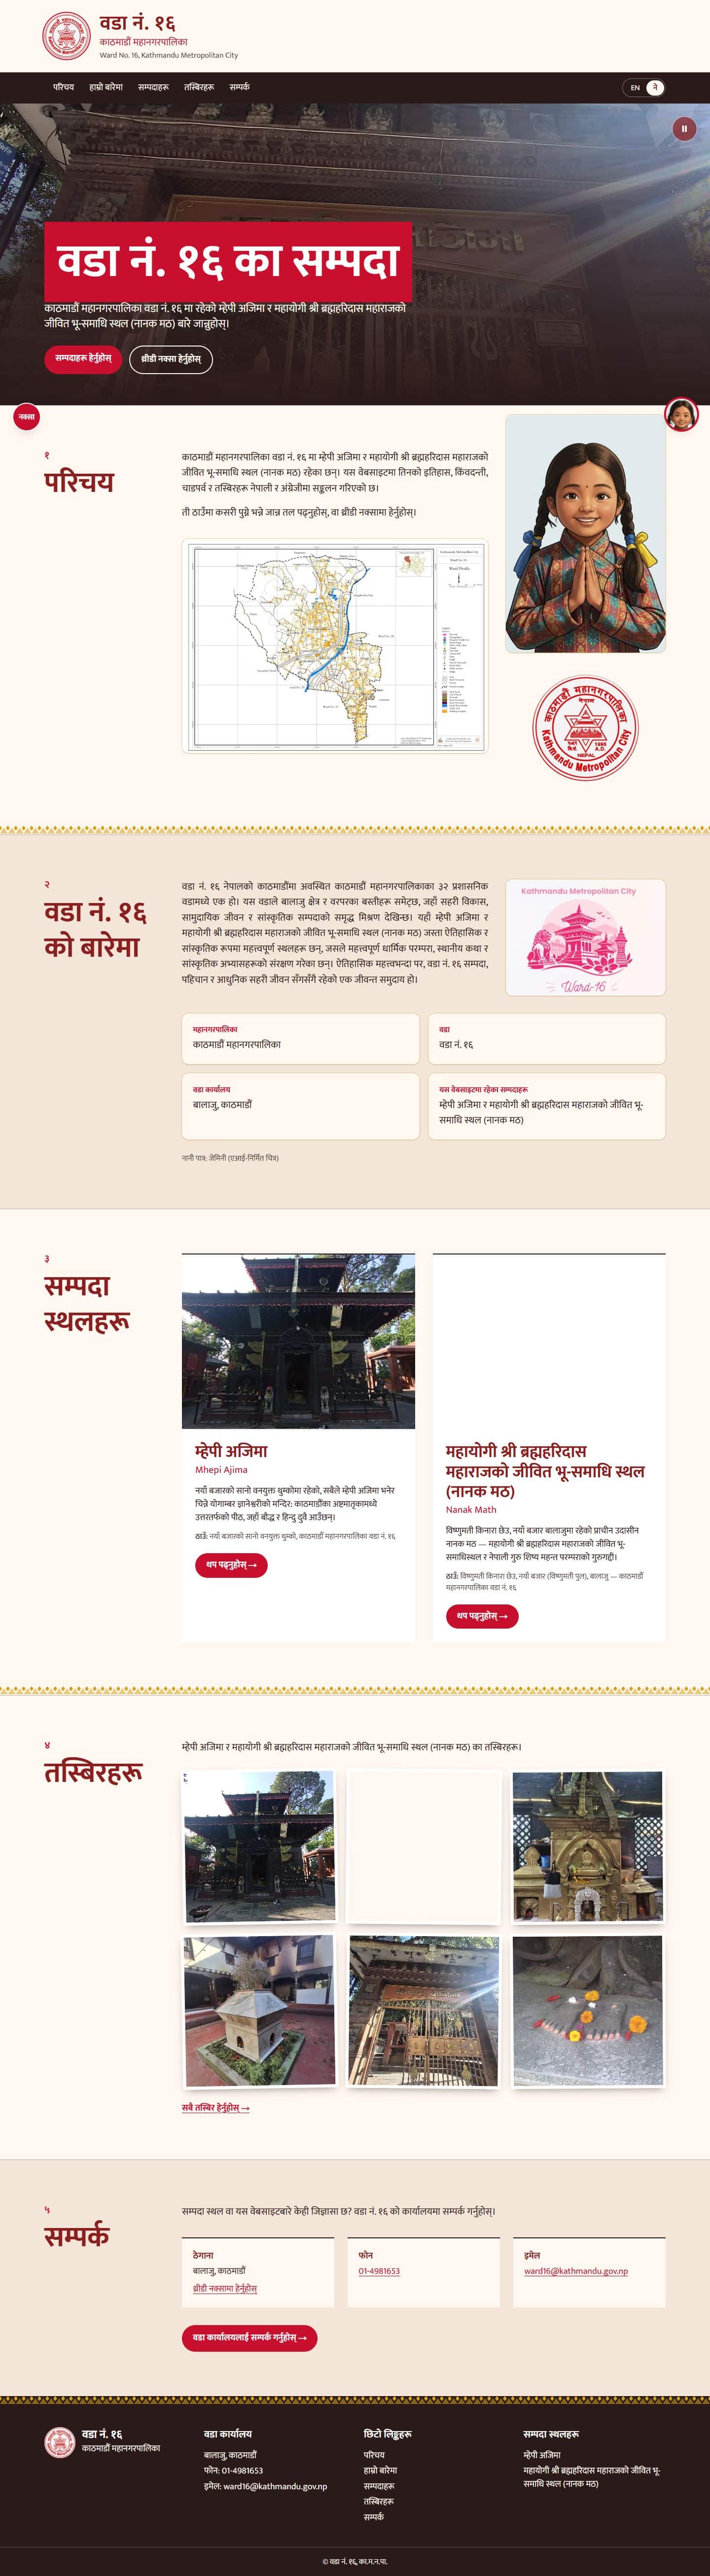 वडा नं. १६
काठमाडौं महानगरपालिका
Ward No. 16, Kathmandu Metropolitan City
परिचय
हाम्रो बारेमा
सम्पदाहरू
तस्बिरहरू
सम्पर्क
EN
ने
वडा नं. १६ का सम्पदा
काठमाडौं महानगरपालिका वडा नं. १६ मा रहेको म्हेपी अजिमा र महायोगी श्री ब्रह्महरिदास महाराजको
जीवित भू-समाधि स्थल (नानक मठ) बारे जान्नुहोस्।
सम्पदाहरू हेर्नुहोस्
थ्रीडी नक्सा हेर्नुहोस्
नक्सा
१
परिचय
काठमाडौं महानगरपालिका वडा नं. १६ मा म्हेपी अजिमा र महायोगी श्री ब्रह्महरिदास महाराजको
जीवित भू-समाधि स्थल (नानक मठ) रहेका छन्। यस वेबसाइटमा तिनको इतिहास, किंवदन्ती,
चाडपर्व र तस्बिरहरू नेपाली र अंग्रेजीमा सङ्कलन गरिएको छ।
ती ठाउँमा कसरी पुग्ने भन्ने जान्न तल पढ्नुहोस्, वा थ्रीडी नक्सामा हेर्नुहोस्।
काठमाडौं महानगरपालिका
नेपाल
1995 A.D.
NEPAL
Kathmandu Metropolitan City
२
वडा नं. १६
को बारेमा
वडा नं. १६ नेपालको काठमाडौंमा अवस्थित काठमाडौं महानगरपालिकाका ३२ प्रशासनिक
वडामध्ये एक हो। यस वडाले बालाजु क्षेत्र र वरपरका बस्तीहरू समेट्छ, जहाँ सहरी विकास,
सामुदायिक जीवन र सांस्कृतिक सम्पदाको समृद्ध मिश्रण देखिन्छ। यहाँ म्हेपी अजिमा र
महायोगी श्री ब्रह्महरिदास महाराजको जीवित भू-समाधि स्थल (नानक मठ) जस्ता ऐतिहासिक र
सांस्कृतिक रूपमा महत्त्वपूर्ण स्थलहरू छन्, जसले महत्त्वपूर्ण धार्मिक परम्परा, स्थानीय कथा र
सांस्कृतिक अभ्यासहरूको संरक्षण गरेका छन्। ऐतिहासिक महत्त्वभन्दा पर, वडा नं. १६ सम्पदा,
पहिचान र आधुनिक सहरी जीवन सँगसँगै रहेको एक जीवन्त समुदाय हो।
Kathmandu Metropolitan City
Ward-16
महानगरपालिका
काठमाडौं महानगरपालिका
वडा
वडा नं. १६
वडा कार्यालय
बालाजु, काठमाडौं
यस वेबसाइटमा रहेका सम्पदाहरू
म्हेपी अजिमा र महायोगी श्री ब्रह्महरिदास महाराजको जीवित भू-
समाधि स्थल (नानक मठ)
नानी पात्र: जेमिनी (एआई-निर्मित चित्र)
३
सम्पदा
स्थलहरू
म्हेपी अजिमा
Mhepi Ajima
नयाँ बजारको सानो वनयुक्त थुम्कोमा रहेको, सबैले म्हेपी अजिमा भनेर
चिन्ने योगाम्बर ज्ञानेश्वरीको मन्दिर: काठमाडौंका अष्टमातृकामध्ये
उत्तरतर्फको पीठ, जहाँ बौद्ध र हिन्दु दुवै आउँछन्।
ठाउँ: नयाँ बजारको सानो वनयुक्त थुम्को, काठमाडौं महानगरपालिका वडा नं. १६
थप पढ्नुहोस् →
महायोगी श्री ब्रह्महरिदास
महाराजको जीवित भू-समाधि स्थल
(नानक मठ)
Nanak Math
विष्णुमती किनारा छेउ, नयाँ बजार बालाजुमा रहेको प्राचीन उदासीन
नानक मठ — महायोगी श्री ब्रह्महरिदास महाराजको जीवित भू-
समाधिस्थल र नेपाली गुरु शिष्य महन्त परम्पराको गुरुगद्दी।
ठाउँ: विष्णुमती किनारा छेउ, नयाँ बजार (विष्णुमती पुल), बालाजु — काठमाडौं
महानगरपालिका वडा नं. १६
थप पढ्नुहोस् →
४
तस्बिरहरू
म्हेपी अजिमा र महायोगी श्री ब्रह्महरिदास महाराजको जीवित भू-समाधि स्थल (नानक मठ) का तस्बिरहरू।
सबै तस्बिर हेर्नुहोस् →
५
सम्पर्क
सम्पदा स्थल वा यस वेबसाइटबारे केही जिज्ञासा छ? वडा नं. १६ को कार्यालयमा सम्पर्क गर्नुहोस्।
ठेगाना
बालाजु, काठमाडौं
थ्रीडी नक्सामा हेर्नुहोस्
फोन
01-4981653
इमेल
ward16@kathmandu.gov.np
वडा कार्यालयलाई सम्पर्क गर्नुहोस् →
वडा नं. १६
काठमाडौं महानगरपालिका
वडा कार्यालय
बालाजु, काठमाडौं
फोन: 01-4981653
इमेल: ward16@kathmandu.gov.np
छिटो लिङ्कहरू
परिचय
हाम्रो बारेमा
सम्पदाहरू
तस्बिरहरू
सम्पर्क
सम्पदा स्थलहरू
म्हेपी अजिमा
महायोगी श्री ब्रह्महरिदास महाराजको जीवित भू-
समाधि स्थल (नानक मठ)
© वडा नं. १६, का.म.न.पा.